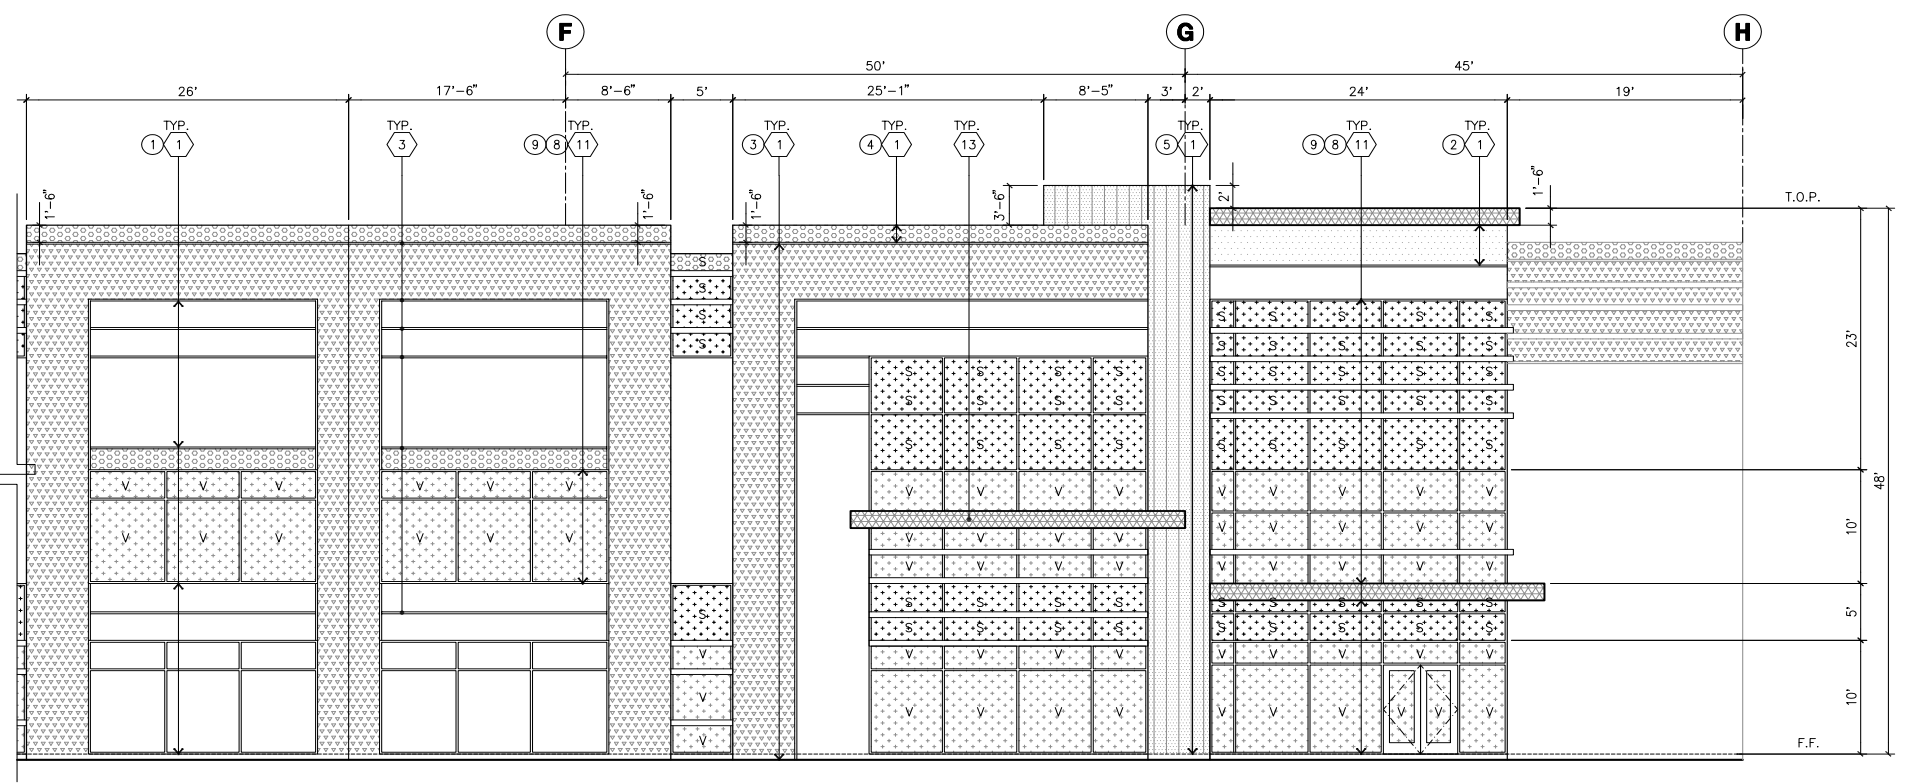 F G H
50' 45'
26' 17'-6" 8'-6" 5' 25'-1" 8'-5" 3' 2' 24' 19'
TYP. TYP. TYP. TYP. TYP. TYP. TYP. TYP. TYP.
1 1 3 9 8 11 3 1 4 1 13 5 1 9 8 11 2 1
1'-6" 1'-6" 1'-6" 3'-6" 2' 1'-6"
T.O.P.
S
S
S S S S S S
S
S S S S S S
23'
S S S S S S S S S
S S S S S S S S S
S S S S S S S S S
V V V V V V
V V V V V V V V V
48'
V V V V V V
V V V V V V V V V
10'
V V V V
S S S S S S S S S
S
5'
S S S S S S S S S
V
V V V V V V V V V
V
10'
V V V V V V V V V
V
F.F.